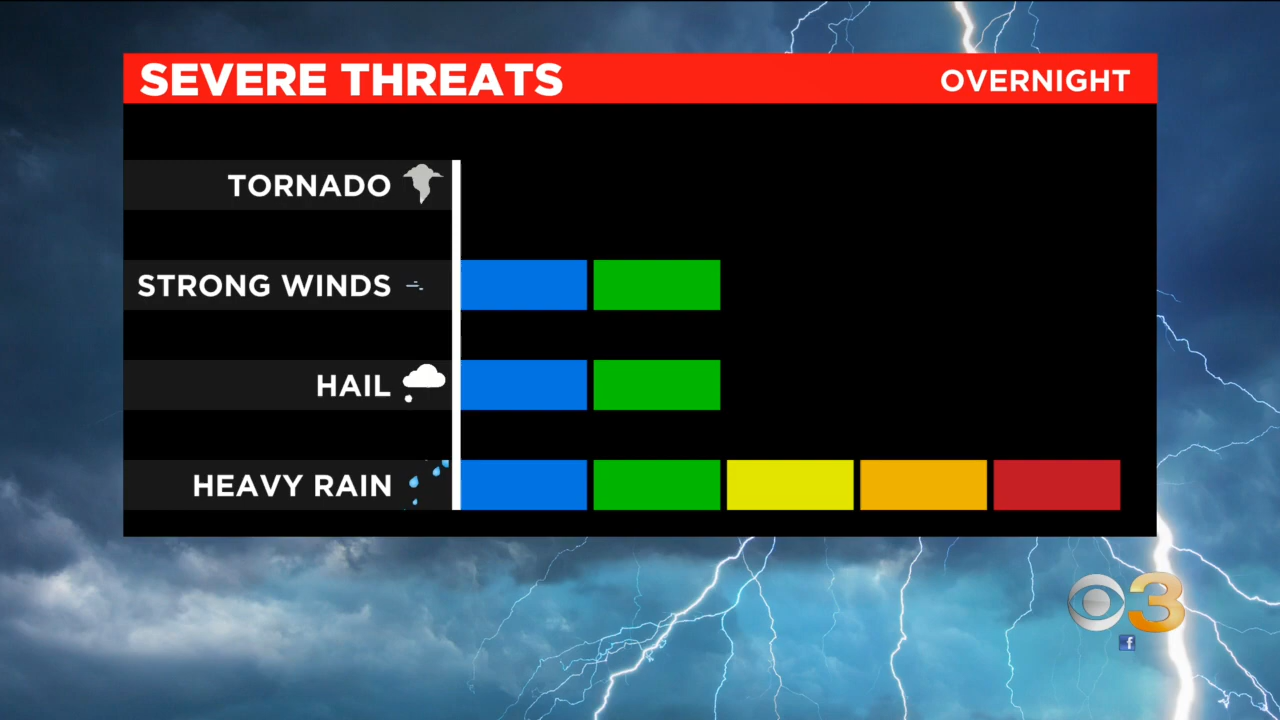 SEVERE THREATS
OVERNIGHT
TORNADO
STRONG WINDS
HAIL
HEAVY RAIN
3
f